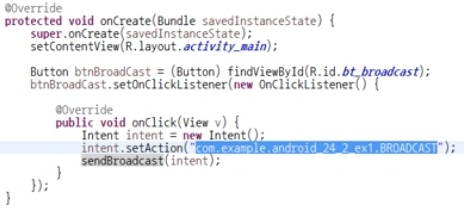 @Override
protected void onCreate(Bundle savedInstanceState) {
super.onCreate(savedInstanceState);
setContentView(R.layout.activity_main);
Button btnBroadCast = (Button) findViewById(R.id.bt_broadcast);
btnBroadCast.setOnClickListener(new OnClickListener() {
@Override
public void onClick(View v) {
Intent intent = new Intent();
intent.setAction("com.example.android_24_2_ex1.BROADCAST");
sendBroadcast(intent);
}
});
}